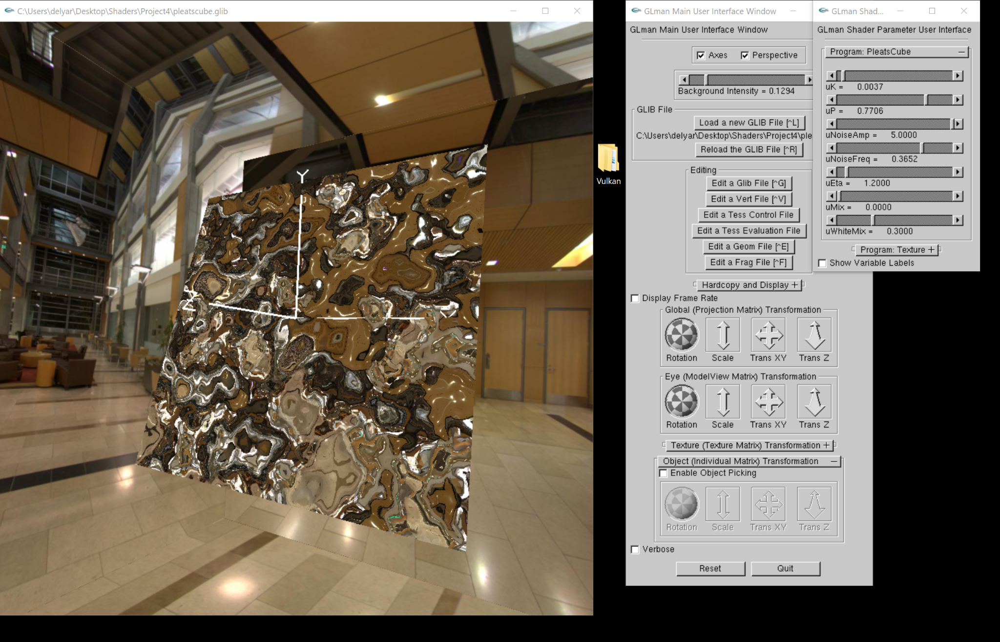 C:\Users\delyar\Desktop\Shaders\Project4\pleatscube.glib
Y
Z
X
Vulkan
GLman Main User Interface Window
GLman Main User Interface Window
Axes Perspective
Background Intensity = 0.1294
GLIB File
Load a new GLIB File [^L]
C:\Users\delyar\Desktop\Shaders\Project4\ple
Reload the GLIB File [^R]
Editing
Edit a Glib File [^G]
Edit a Vert File [^V]
Edit a Tess Control File
Edit a Tess Evaluation File
Edit a Geom File [^E]
Edit a Frag File [^F]
Hardcopy and Display +
Display Frame Rate
Global (Projection Matrix) Transformation
Rotation Scale Trans XY Trans Z
Eye (ModelView Matrix) Transformation
Rotation Scale Trans XY Trans Z
Texture (Texture Matrix) Transformation +
Object (Individual Matrix) Transformation −
Enable Object Picking
Rotation Scale Trans XY Trans Z
Verbose
Reset Quit
GLman Shad...
GLman Shader Parameter User Interface
Program: PleatsCube −
uK = 0.0037
uP = 0.7706
uNoiseAmp = 5.0000
uNoiseFreq = 0.3652
uEta = 1.2000
uMix = 0.0000
uWhiteMix = 0.3000
Program: Texture +
Show Variable Labels